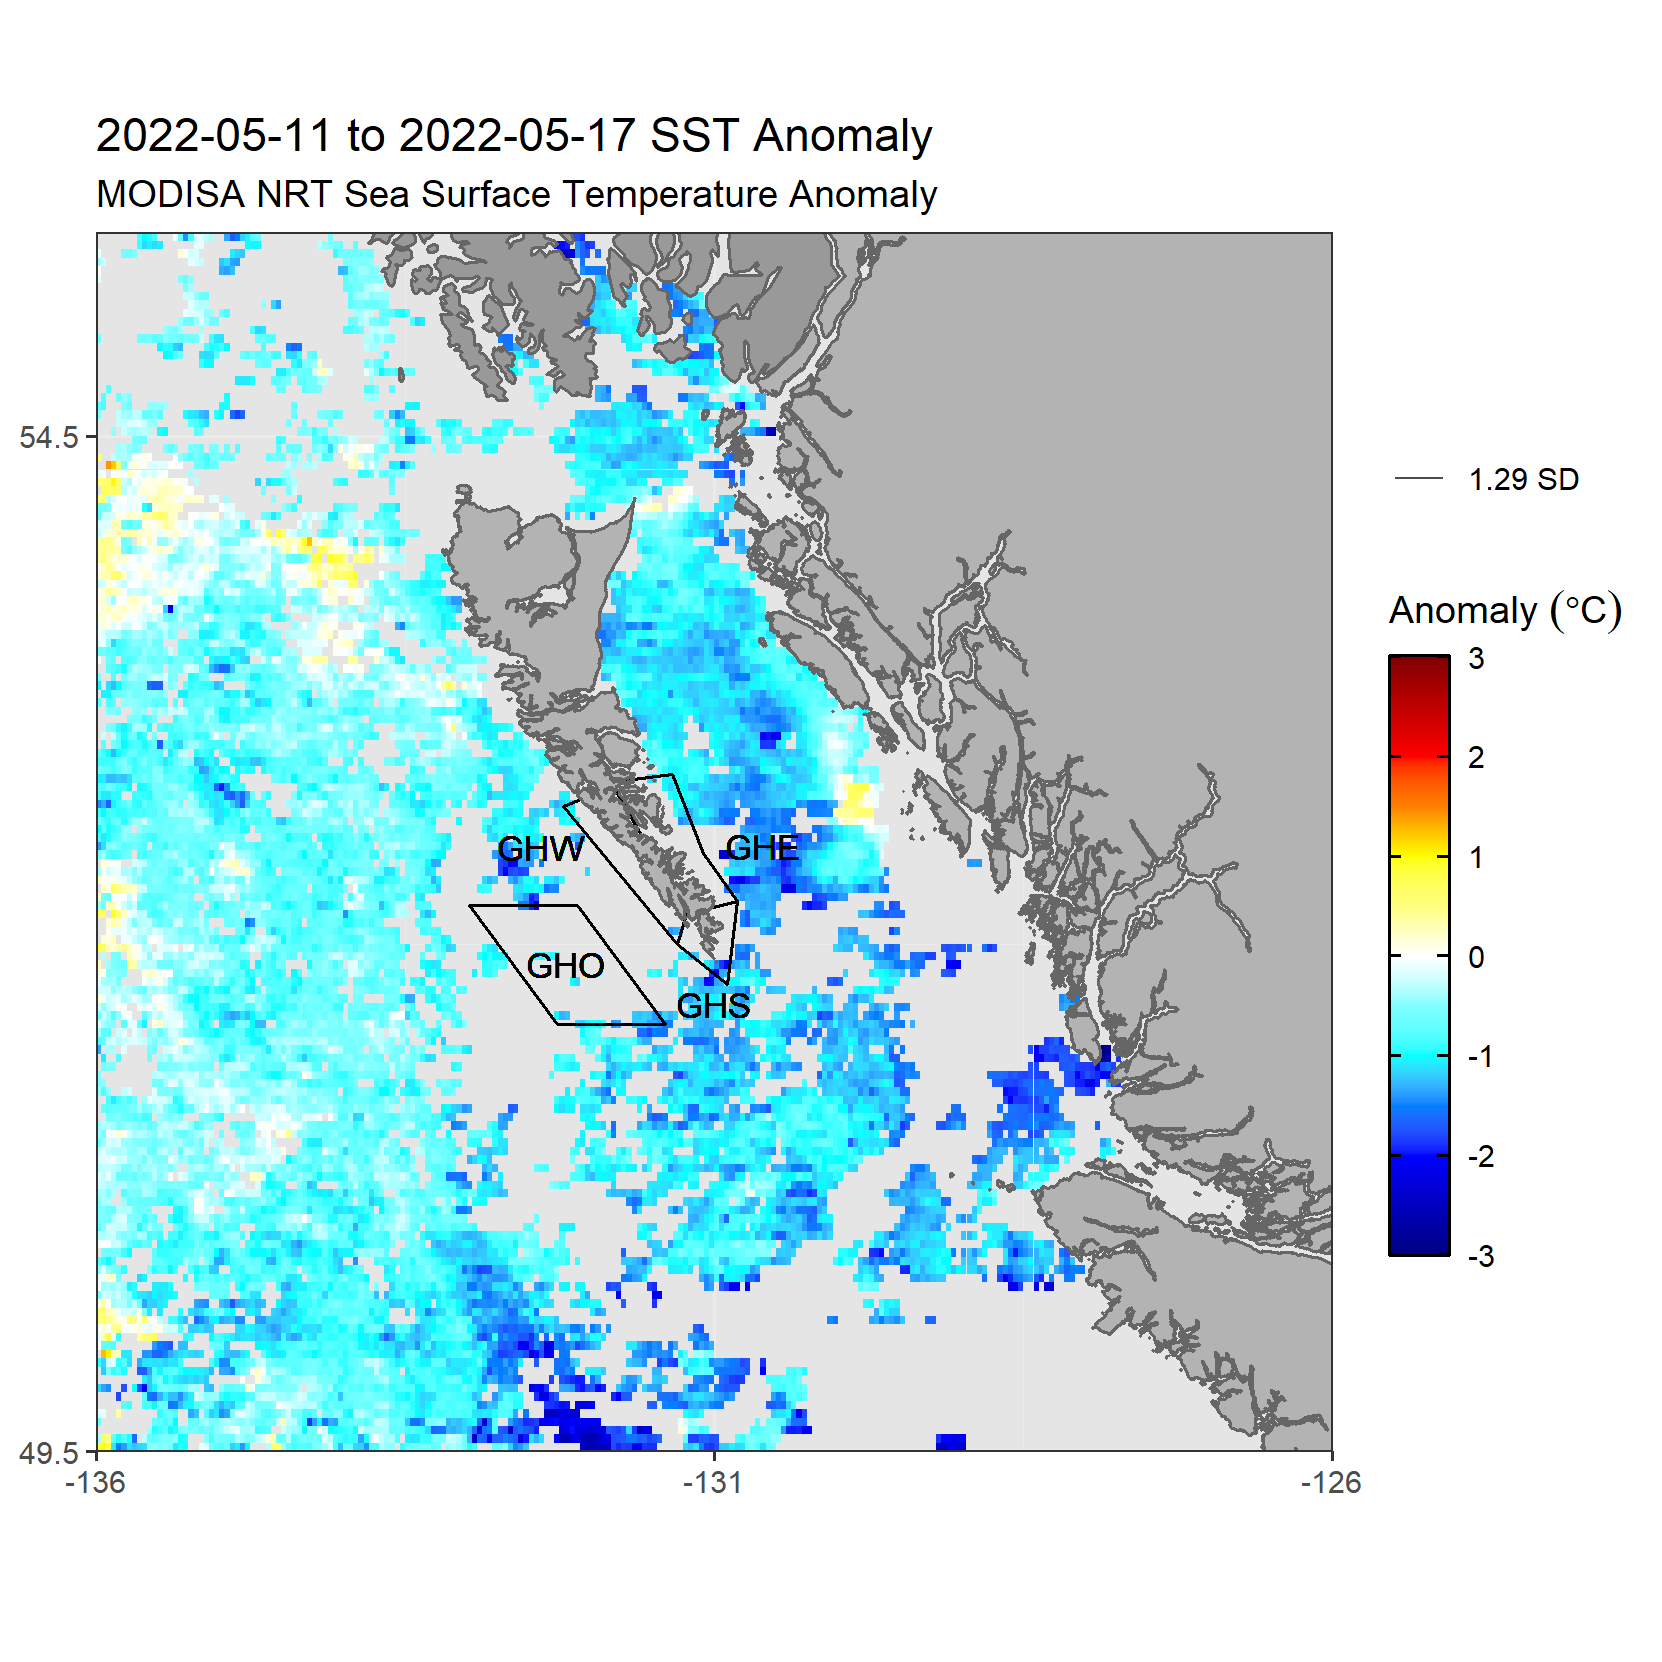 2022-05-11 to 2022-05-17 SST Anomaly
MODISA NRT Sea Surface Temperature Anomaly
54.5
49.5
-136
-131
-126
GHW
GHE
GHO
GHS
1.29 SD
Anomaly (°C)
3
2
1
0
-1
-2
-3